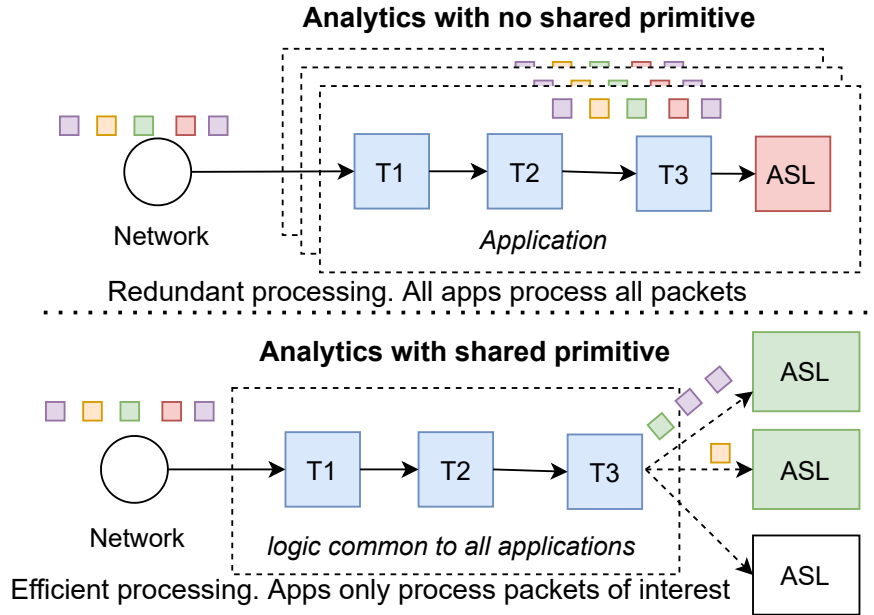 Analytics with no shared primitive
T1
T2
T3
ASL
Network
Application
Redundant processing. All apps process all packets
Analytics with shared primitive
ASL
T1
T2
T3
ASL
Network
logic common to all applications
ASL
Efficient processing. Apps only process packets of interest